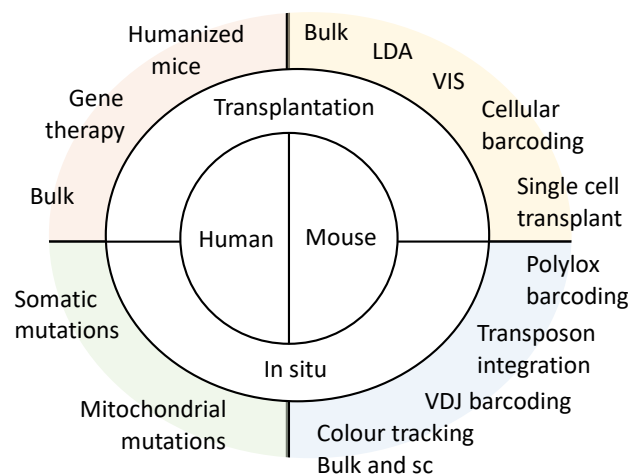 Humanized
mice
Gene
therapy
Bulk
Bulk
LDA
VIS
Cellular
barcoding
Single cell
transplant
Transplantation
Human
Mouse
In situ
Somatic
mutations
Mitochondrial
mutations
Polylox
barcoding
Transposon
integration
VDJ barcoding
Colour tracking
Bulk and sc